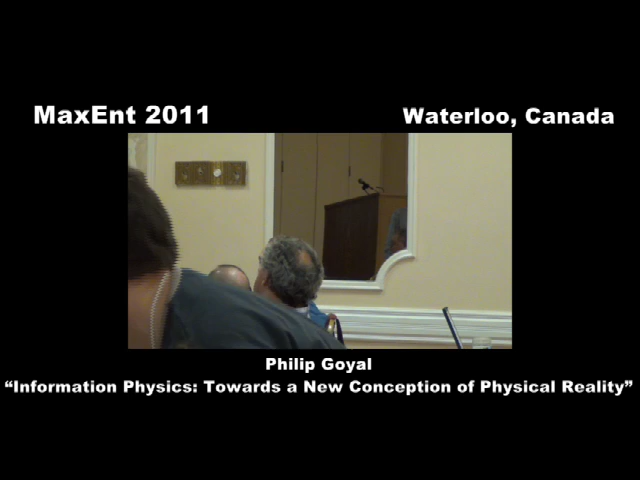 MaxEnt 2011
Waterloo, Canada
Philip Goyal
“Information Physics: Towards a New Conception of Physical Reality”